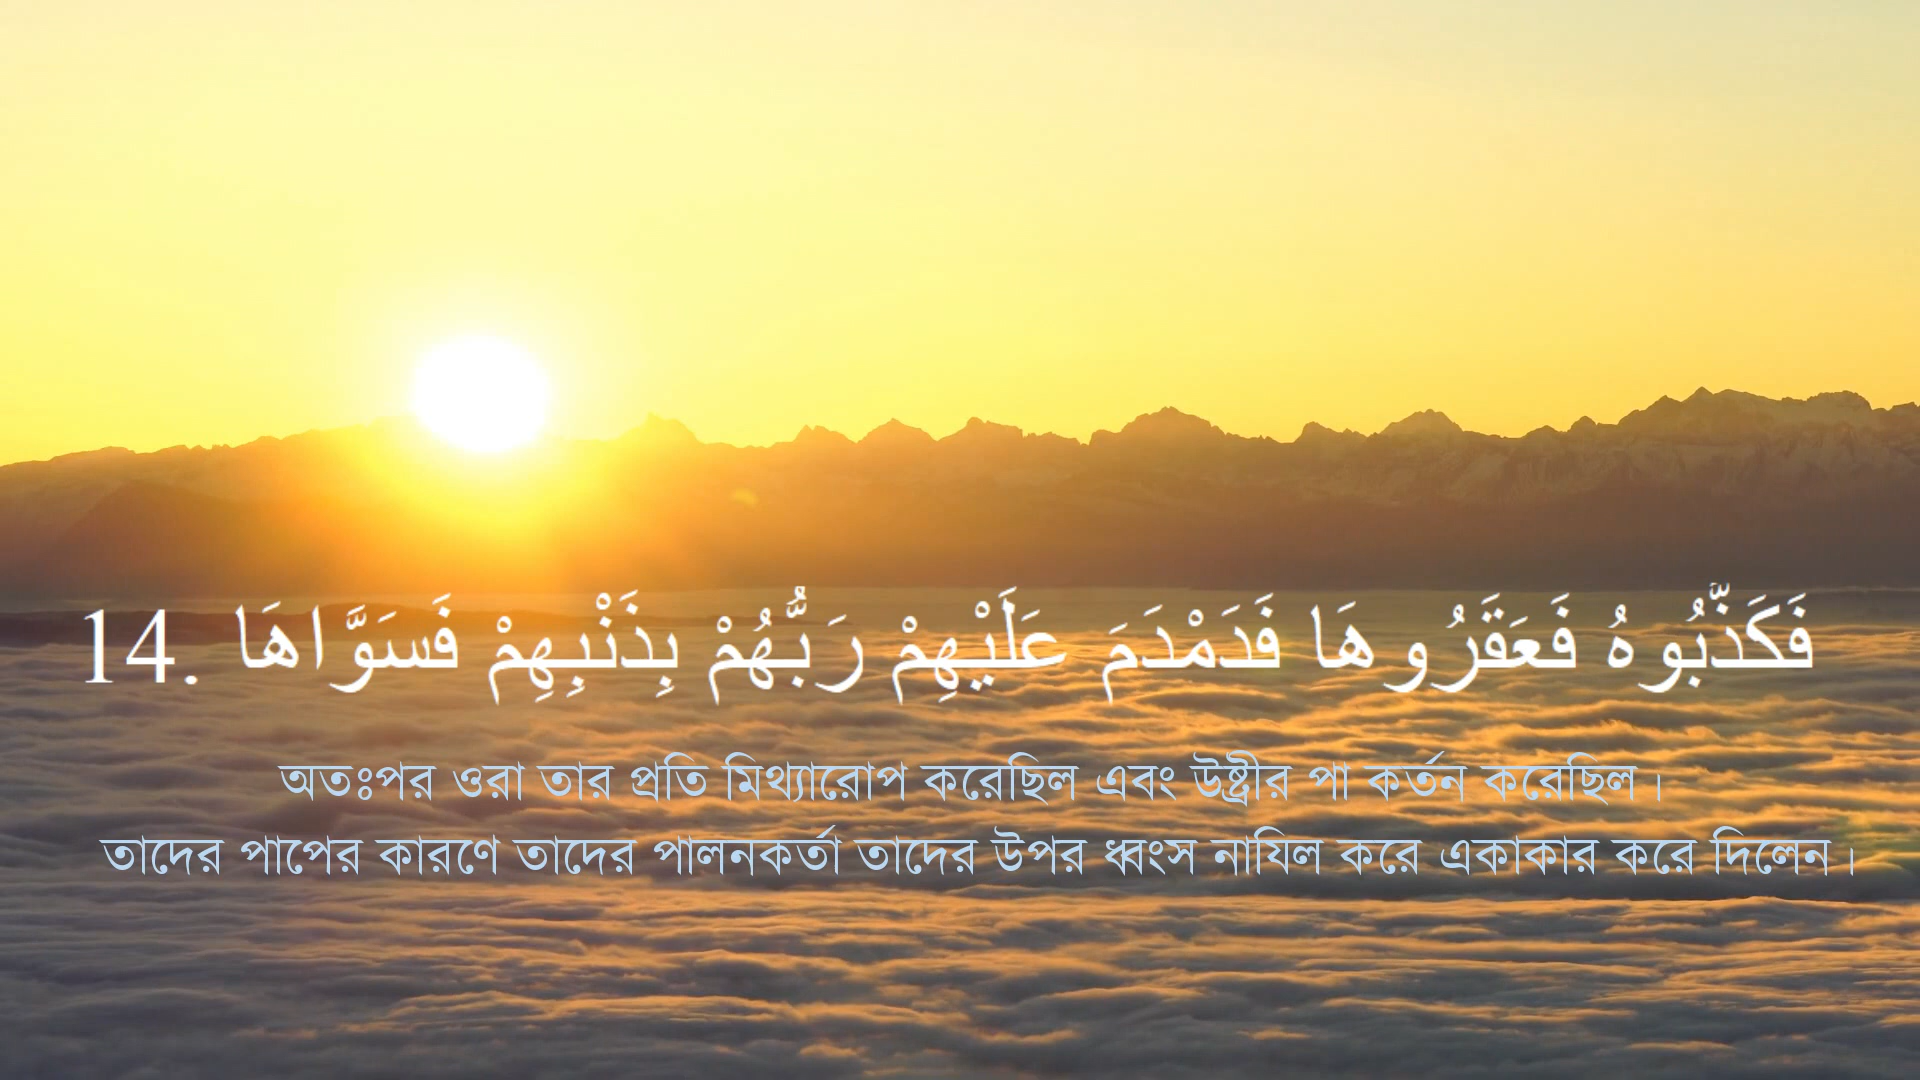 14. فَكَذَّبُوهُ فَعَقَرُوهَا فَدَمْدَمَ عَلَيْهِمْ رَبُّهُمْ بِذَنْبِهِمْ فَسَوَّاهَا
অতঃপর ওরা তার প্রতি মিথ্যারোপ করেছিল এবং উষ্ট্রীর পা কর্তন করেছিল।
তাদের পাপের কারণে তাদের পালনকর্তা তাদের উপর ধ্বংস নাযিল করে একাকার করে দিলেন।